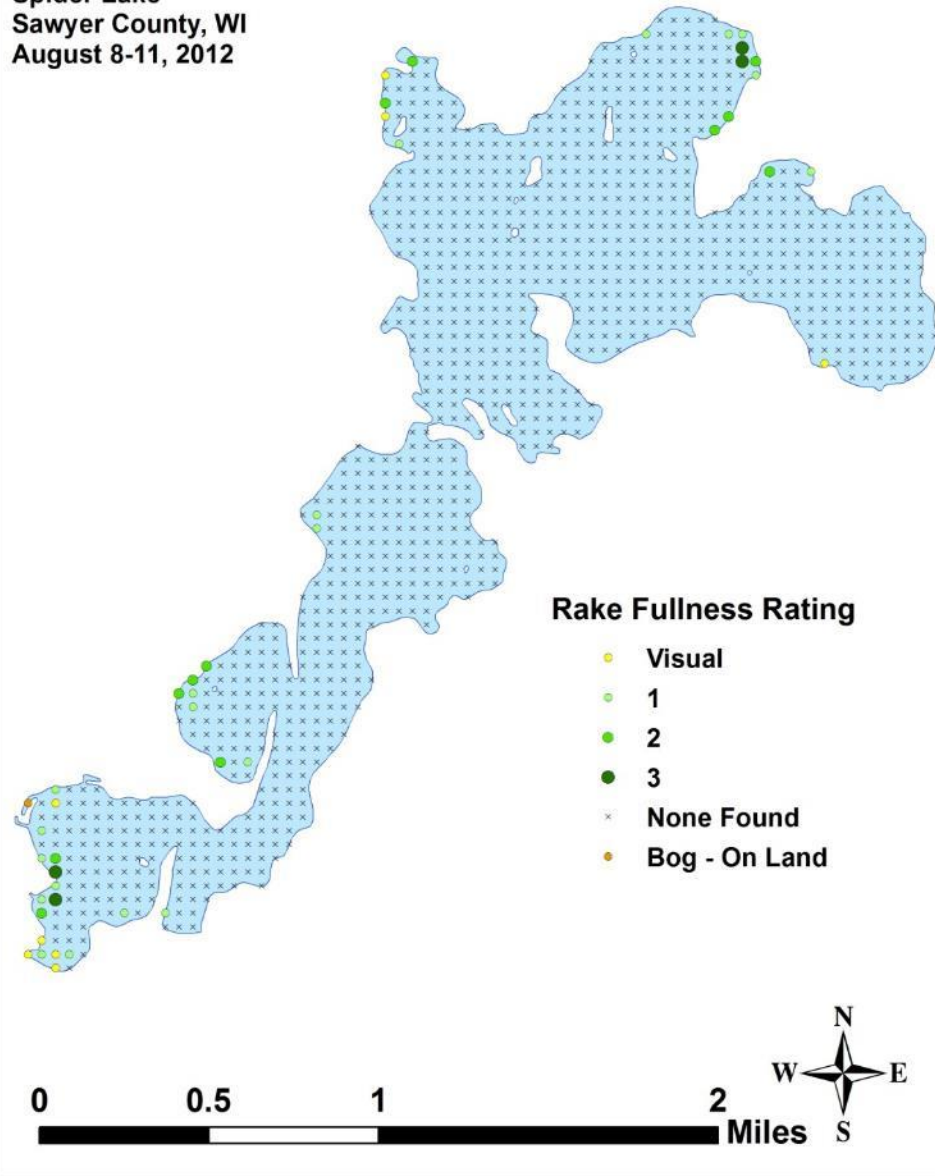 Sawyer County, WI
August 8-11, 2012
Rake Fullness Rating
Visual
1
2
3
None Found
Bog - On Land
N
W E
S
0 0.5 1 2
Miles